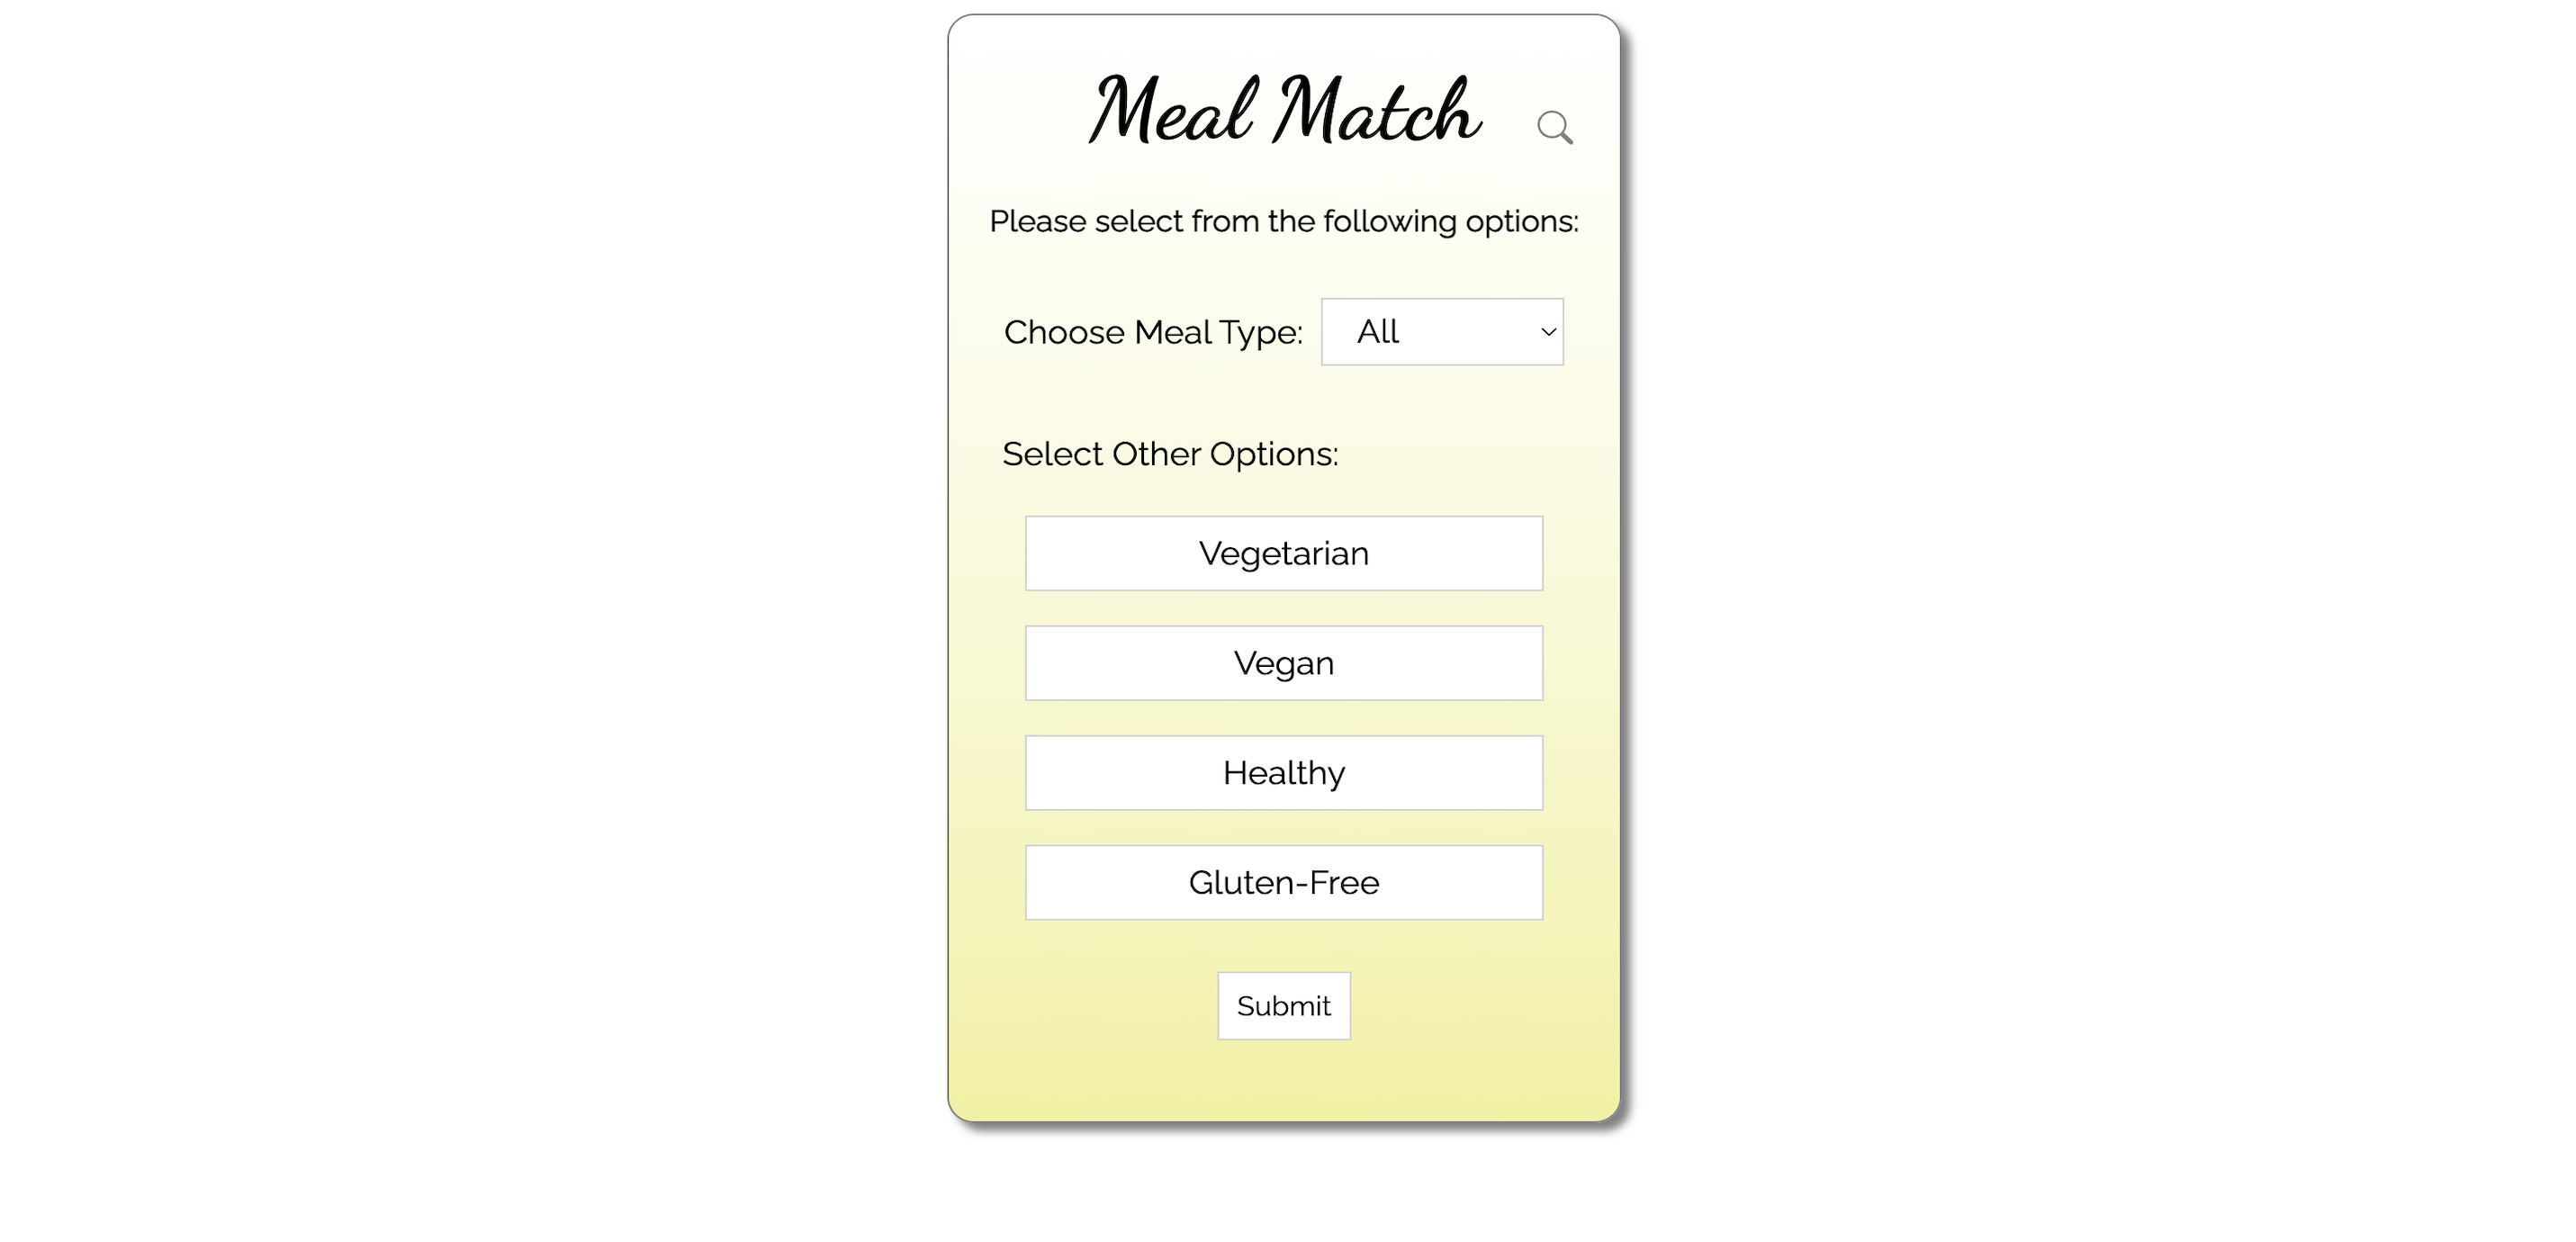 Meal Match
Please select from the following options:
Choose Meal Type: All
Select Other Options:
Vegetarian
Vegan
Healthy
Gluten-Free
Submit